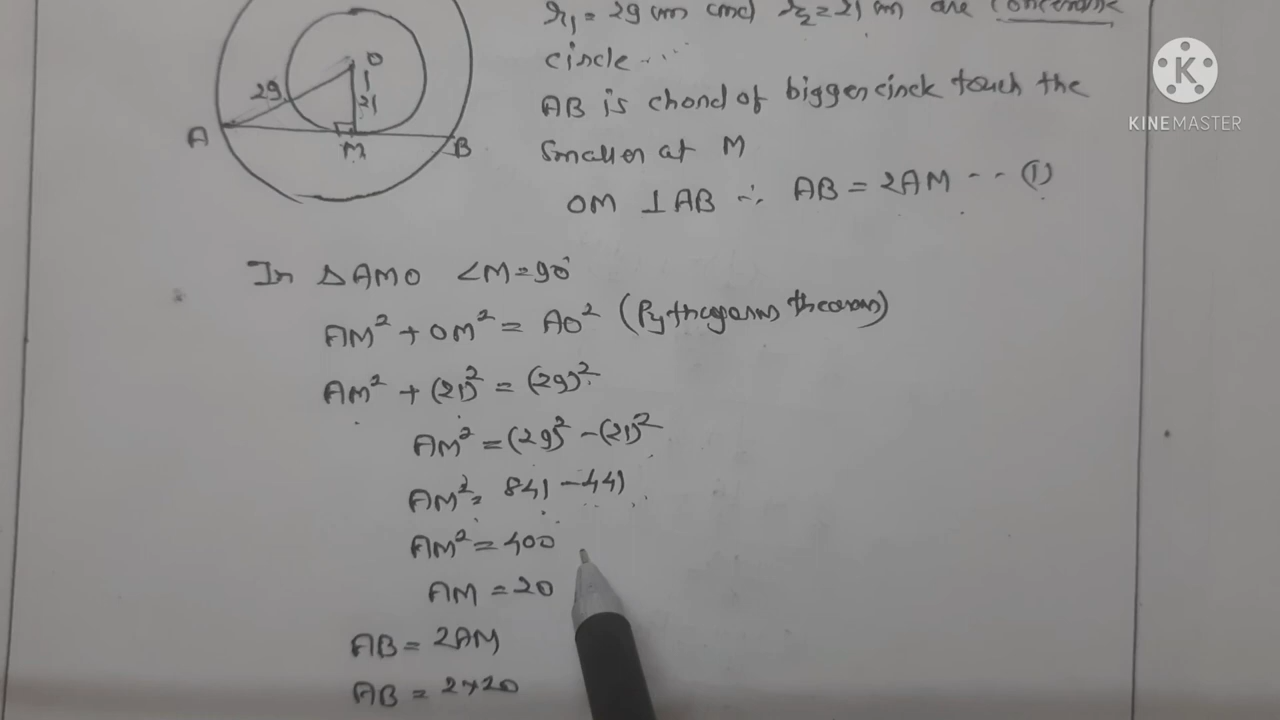 r₁ = 29 cm and r₂ = 21 cm are concentric
circle ...
AB is chord of bigger circle touch the
smaller at M
OM ⊥ AB ∴ AB = 2AM -- (1)
O
29
21
A
M
B
In △AMO ∠M=90°
AM² + OM² = AO² (Pythagorus theorem)
AM² + (21)² = (29)²
AM² = (29)² - (21)²
AM² = 841 - 441
AM² = 400
AM = 20
AB = 2AM
AB = 2×20
K
KINEMASTER